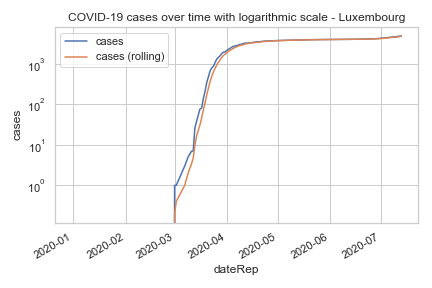 COVID-19 cases over time with logarithmic scale - Luxembourg
cases
cases (rolling)
10³
10²
10¹
10⁰
cases
2020-01
2020-02
2020-03
2020-04
2020-05
2020-06
2020-07
dateRep